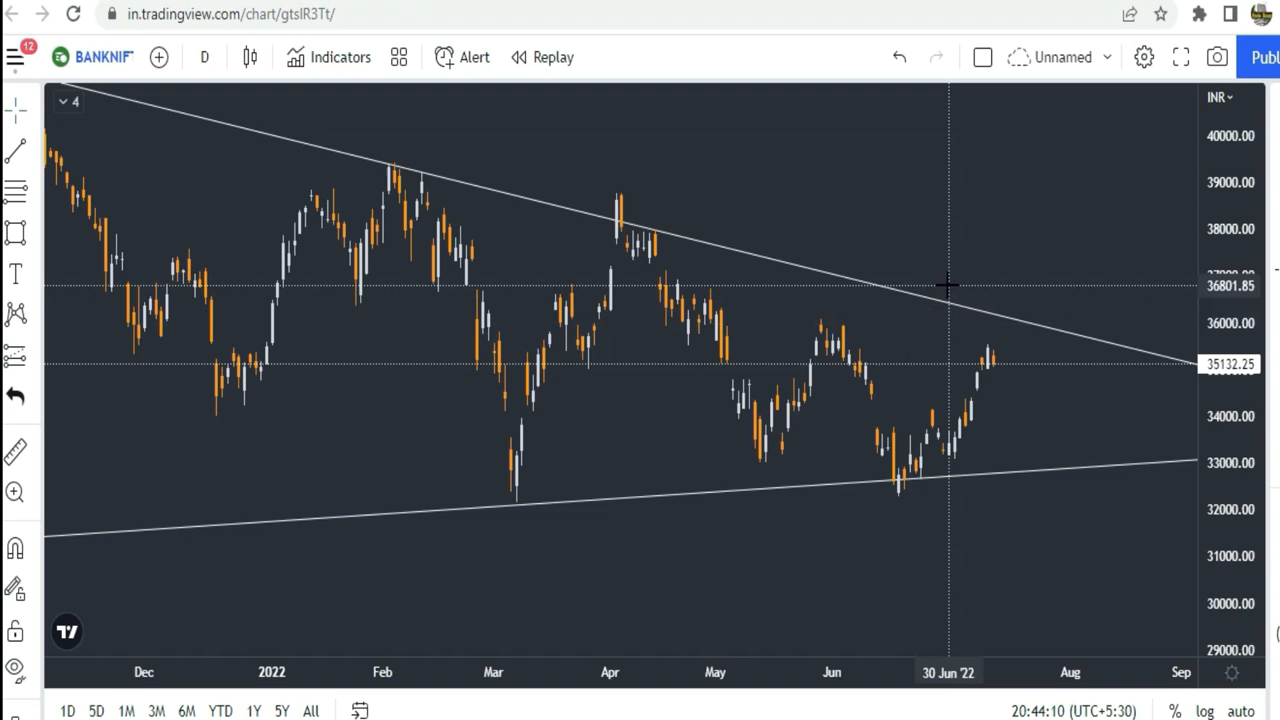 in.tradingview.com/chart/gtslR3Tt/
12
BANKNIF
D
Indicators
Alert
Replay
Unnamed
Publ
4
INR
40000.00
39000.00
38000.00
36801.85
36000.00
35132.25
34000.00
33000.00
32000.00
31000.00
30000.00
29000.00
Dec
2022
Feb
Mar
Apr
May
Jun
30 Jun '22
Aug
Sep
1D
5D
1M
3M
6M
YTD
1Y
5Y
All
20:44:10 (UTC+5:30)
%
log
auto